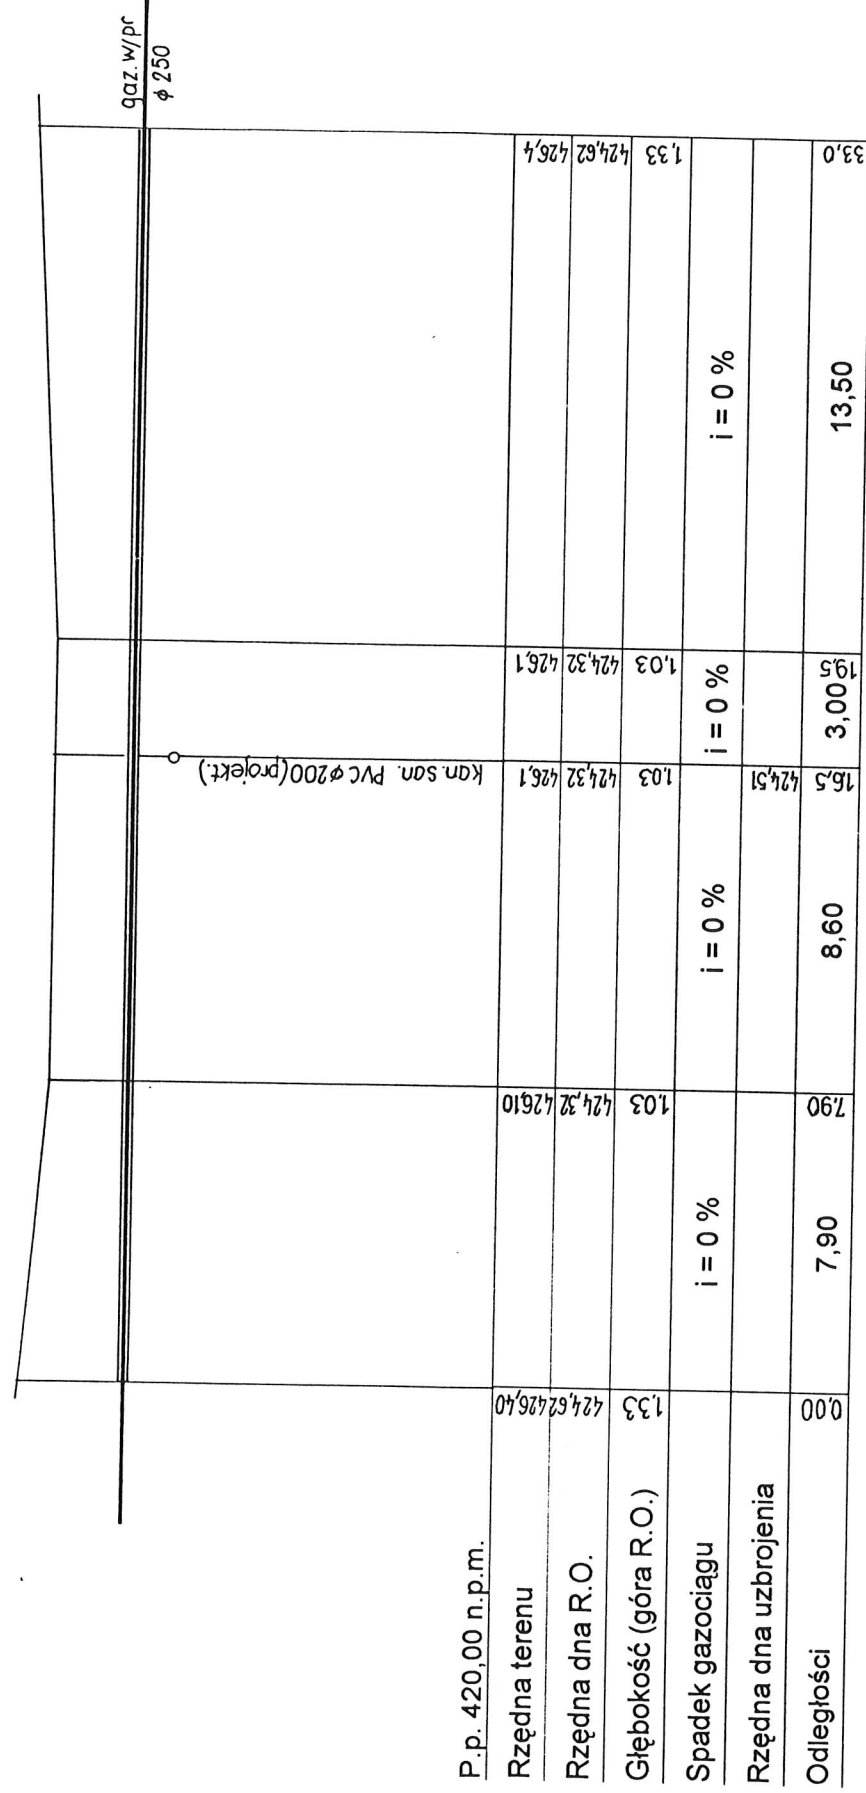 gaz. w/pr
ϕ 250
kan. san. PVC ϕ 200 (projekt.)
P.p. 420,00 n.p.m.
Rzędna terenu 426,40 426,10 426,1 426,1 426,4
Rzędna dna R.O. 424,62 424,32 424,32 424,32 424,62
Głębokość (góra R.O.) 1,33 1,03 1,03 1,03 1,33
Spadek gazociągu i = 0 % i = 0 % i = 0 % i = 0 %
Rzędna dna uzbrojenia 424,51
Odległości 0,00 7,90 7,90 8,60 16,5 3,00 19,5 13,50 33,0